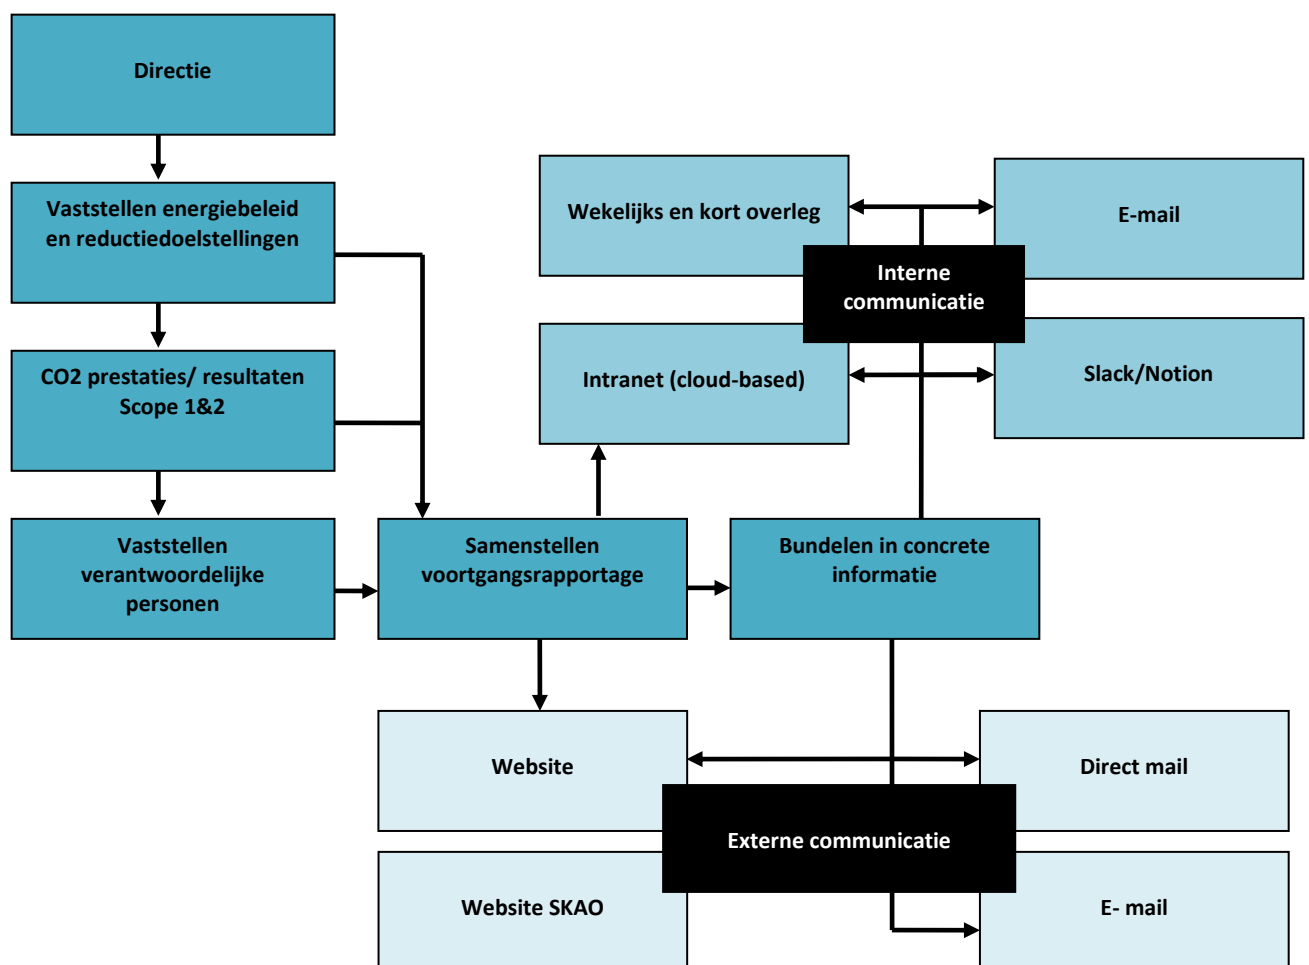 Directie
Vaststellen energiebeleid
en reductiedoelstellingen
CO2 prestaties/ resultaten
Scope 1&2
Vaststellen
verantwoordelijke
personen
Samenstellen
voortgangsrapportage
Bundelen in concrete
informatie
Wekelijks en kort overleg
E-mail
Interne
communicatie
Intranet (cloud-based)
Slack/Notion
Website
Direct mail
Externe communicatie
Website SKAO
E- mail